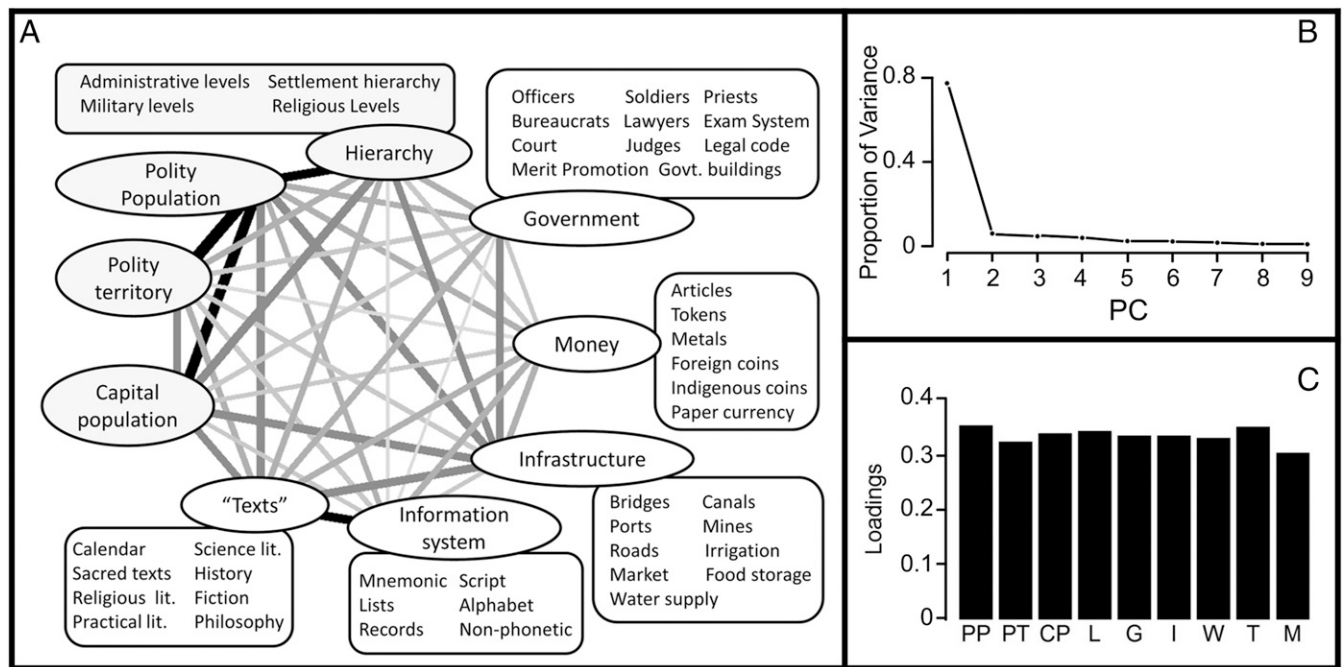 A
Administrative levels Settlement hierarchy
Military levels Religious Levels
Hierarchy
Officers Soldiers Priests
Bureaucrats Lawyers Exam System
Court Judges Legal code
Merit Promotion Govt. buildings
Government
Polity
Population
Polity
territory
Capital
population
Money
Articles
Tokens
Metals
Foreign coins
Indigenous coins
Paper currency
Infrastructure
Bridges Canals
Ports Mines
Roads Irrigation
Market Food storage
Water supply
"Texts"
Calendar Science lit.
Sacred texts History
Religious lit. Fiction
Practical lit. Philosophy
Information
system
Mnemonic Script
Lists Alphabet
Records Non-phonetic
B
Proportion of Variance
0.8
0.4
0
1 2 3 4 5 6 7 8 9
PC
C
Loadings
0.4
0.3
0.2
0.1
0
PP PT CP L G I W T M